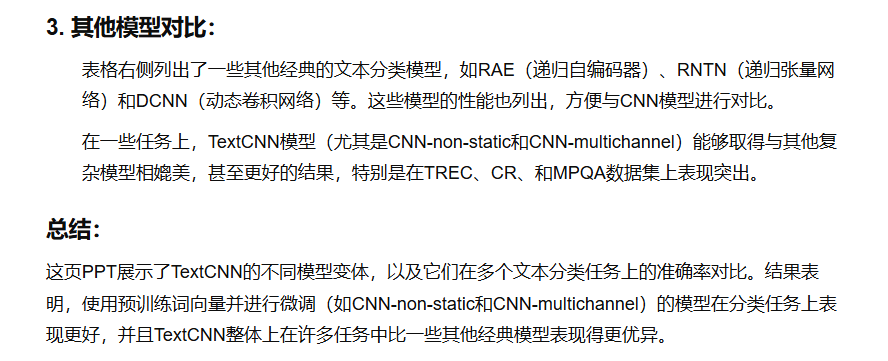 3. 其他模型对比：
表格右侧列出了一些其他经典的文本分类模型，如RAE（递归自编码器）、RNTN（递归张量网
络）和DCNN（动态卷积网络）等。这些模型的性能也列出，方便与CNN模型进行对比。
在一些任务上，TextCNN模型（尤其是CNN-non-static和CNN-multichannel）能够取得与其他复
杂模型相媲美，甚至更好的结果，特别是在TREC、CR、和MPQA数据集上表现突出。
总结：
这页PPT展示了TextCNN的不同模型变体，以及它们在多个文本分类任务上的准确率对比。结果表
明，使用预训练词向量并进行微调（如CNN-non-static和CNN-multichannel）的模型在分类任务上表
现更好，并且TextCNN整体上在许多任务中比一些其他经典模型表现得更优异。